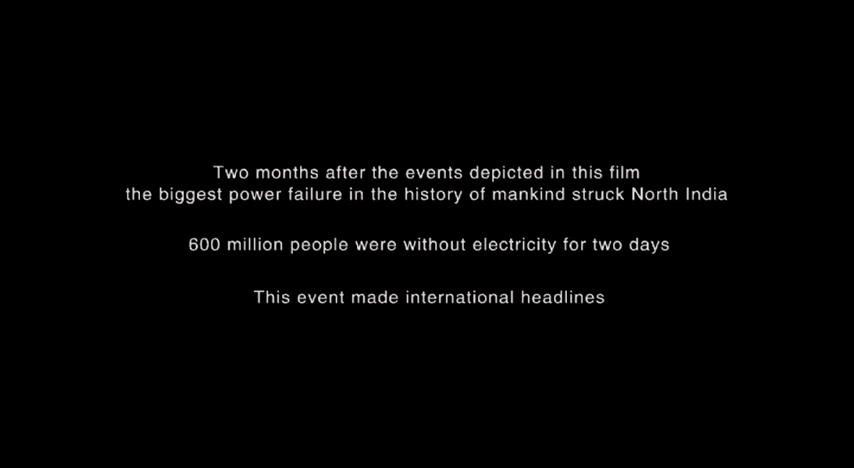 Two months after the events depicted in this film
the biggest power failure in the history of mankind struck North India
600 million people were without electricity for two days
This event made international headlines